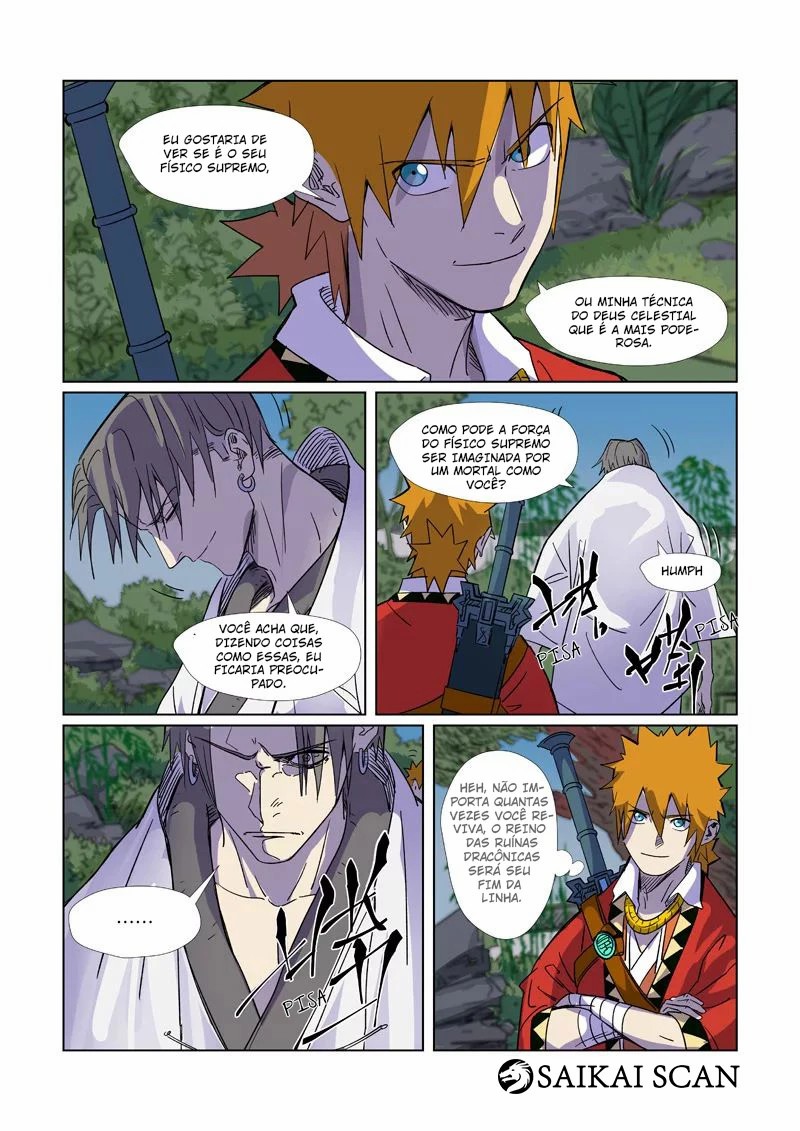 EU GOSTARIA DE
VER SE É O SEU
FÍSICO SUPREMO,
OU MINHA TÉCNICA
DO DEUS CELESTIAL
QUE É A MAIS PODE-
ROSA.
VOCÊ ACHA QUE,
DIZENDO COISAS
COMO ESSAS, EU
FICARIA PREOCU-
PADO.
COMO PODE A FORÇA
DO FÍSICO SUPREMO
SER IMAGINADA POR
UM MORTAL COMO
VOCÊ?
HUMPH
PISA
PISA
......
PISA
HEH, NÃO IM-
PORTA QUANTAS
VEZES VOCÊ RE-
VIVA, O REINO
DAS RUÍNAS
DRACÔNICAS
SERÁ SEU
FIM DA
LINHA.
SAIKAI SCAN